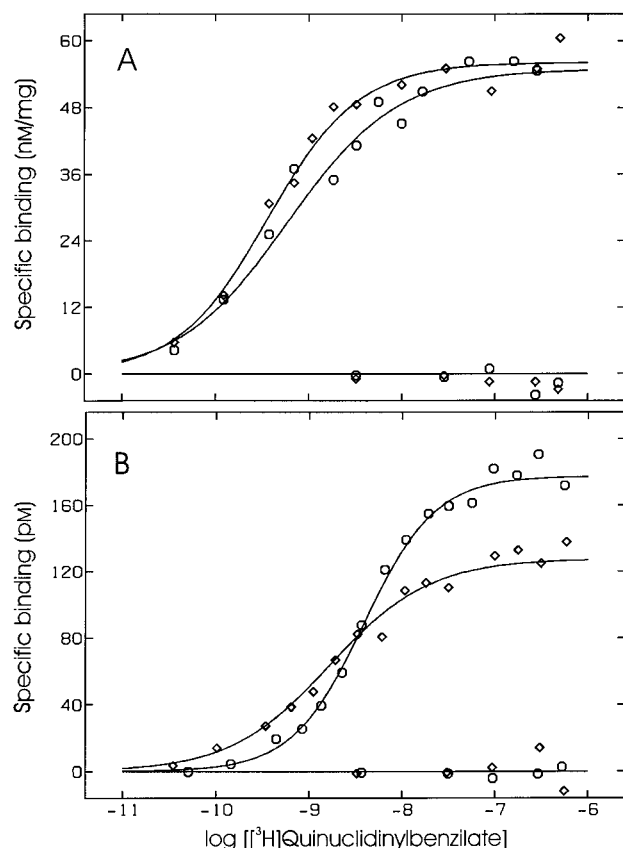 A
Specific binding (nM/mg)
60
48
36
24
12
0
B
Specific binding (pM)
200
160
120
80
40
0
−11 −10 −9 −8 −7 −6
log [[³H]Quinuclidinylbenzilate]